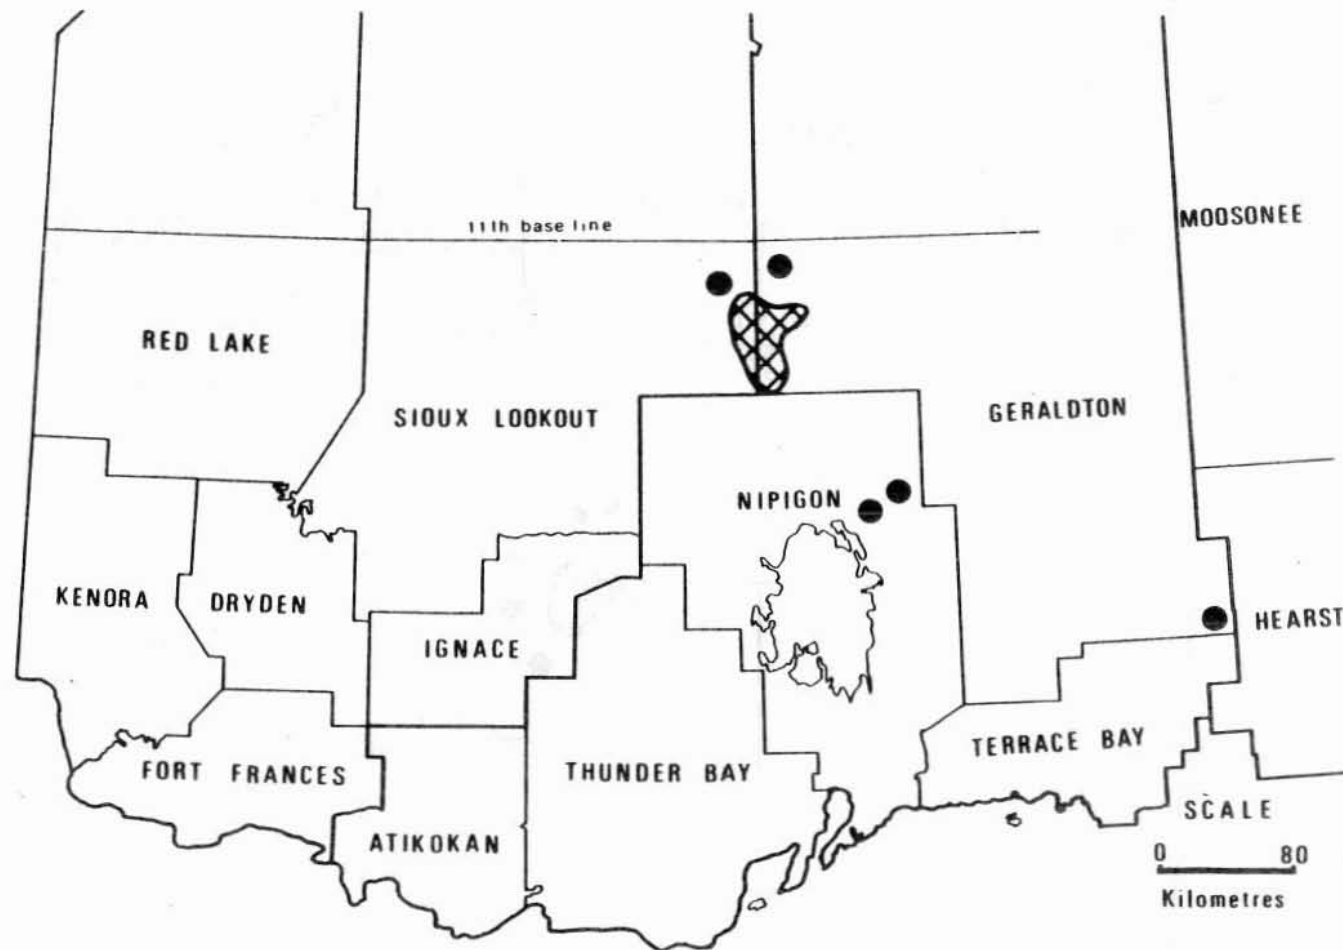 11th base line
MOOSONEE
RED LAKE
SIOUX LOOKOUT
GERALDTON
NIPIGON
KENORA
DRYDEN
IGNACE
HEARST
FORT FRANCES
THUNDER BAY
TERRACE BAY
ATIKOKAN
SCALE
0 80
Kilometres